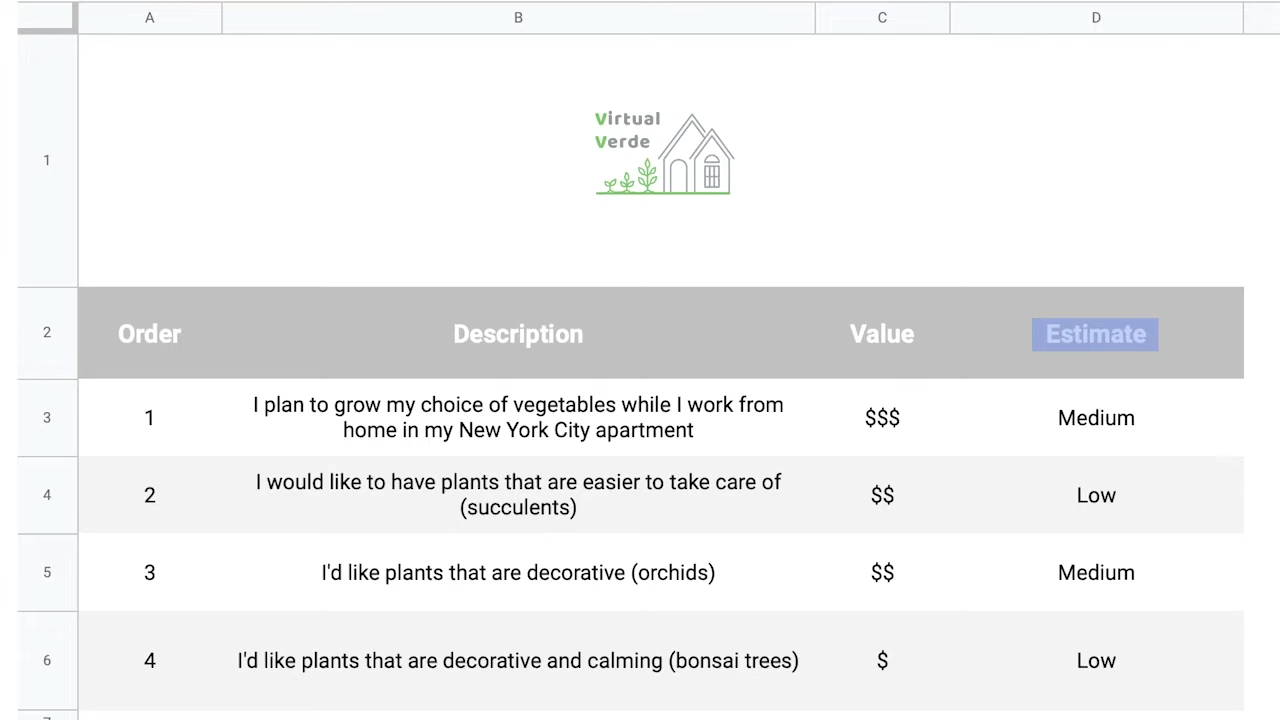 A B C D
1
Virtual
Verde
2 Order Description Value Estimate
3 1 I plan to grow my choice of vegetables while I work from
home in my New York City apartment $$$ Medium
4 2 I would like to have plants that are easier to take care of
(succulents) $$ Low
5 3 I'd like plants that are decorative (orchids) $$ Medium
6 4 I'd like plants that are decorative and calming (bonsai trees) $ Low